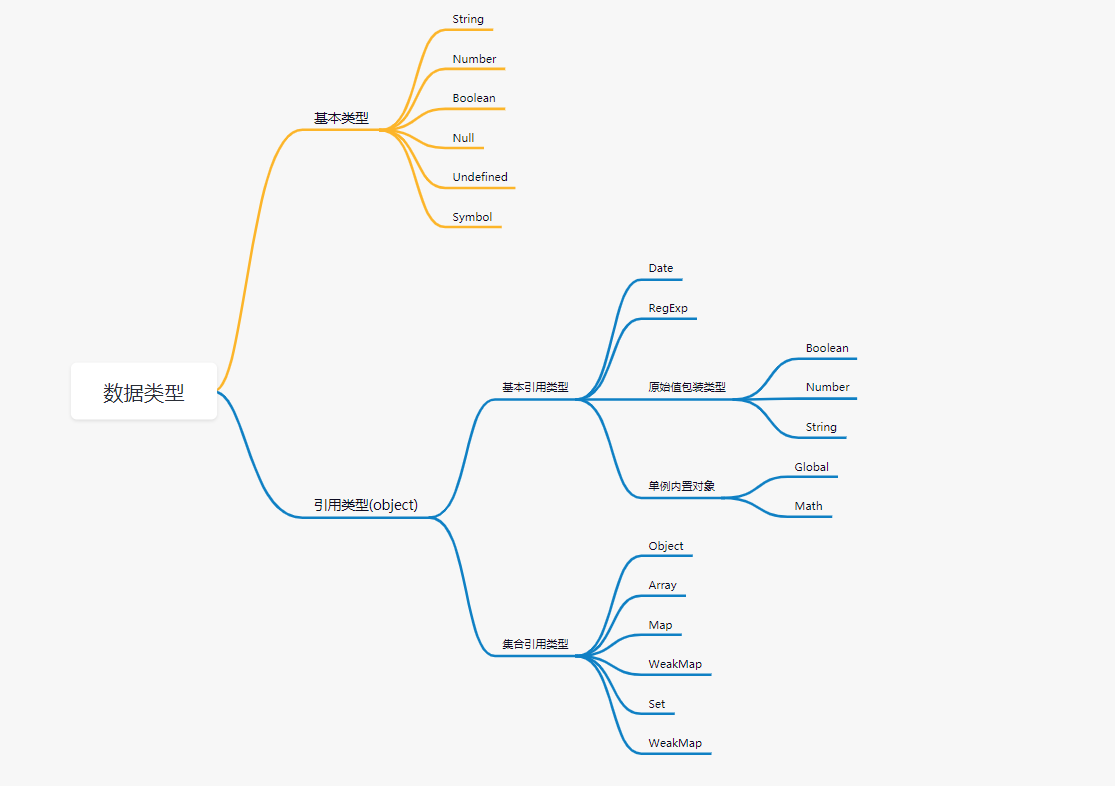 String
Number
Boolean
基本类型
Null
Undefined
Symbol
Date
RegExp
Boolean
数据类型
基本引用类型
原始值包装类型
Number
String
Global
单例内置对象
引用类型(object)
Math
Object
Array
Map
集合引用类型
WeakMap
Set
WeakMap